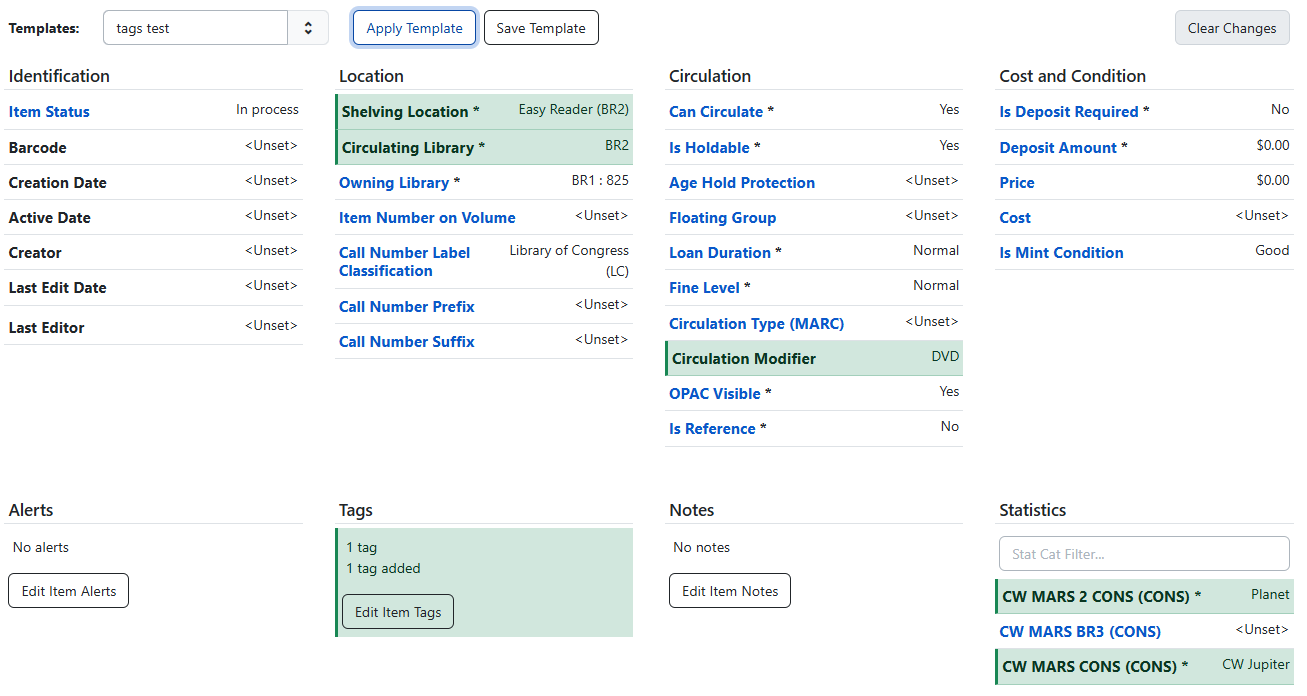 Templates: tags test Apply Template Save Template Clear Changes
Identification
Item Status In process
Barcode <Unset>
Creation Date <Unset>
Active Date <Unset>
Creator <Unset>
Last Edit Date <Unset>
Last Editor <Unset>
Location
Shelving Location * Easy Reader (BR2)
Circulating Library * BR2
Owning Library * BR1 : 825
Item Number on Volume <Unset>
Call Number Label Library of Congress
Classification (LC)
Call Number Prefix <Unset>
Call Number Suffix <Unset>
Circulation
Can Circulate * Yes
Is Holdable * Yes
Age Hold Protection <Unset>
Floating Group <Unset>
Loan Duration * Normal
Fine Level * Normal
Circulation Type (MARC) <Unset>
Circulation Modifier DVD
OPAC Visible * Yes
Is Reference * No
Cost and Condition
Is Deposit Required * No
Deposit Amount * $0.00
Price $0.00
Cost <Unset>
Is Mint Condition Good
Alerts
No alerts
Edit Item Alerts
Tags
1 tag
1 tag added
Edit Item Tags
Notes
No notes
Edit Item Notes
Statistics
Stat Cat Filter...
CW MARS 2 CONS (CONS) * Planet
CW MARS BR3 (CONS) <Unset>
CW MARS CONS (CONS) * CW Jupiter